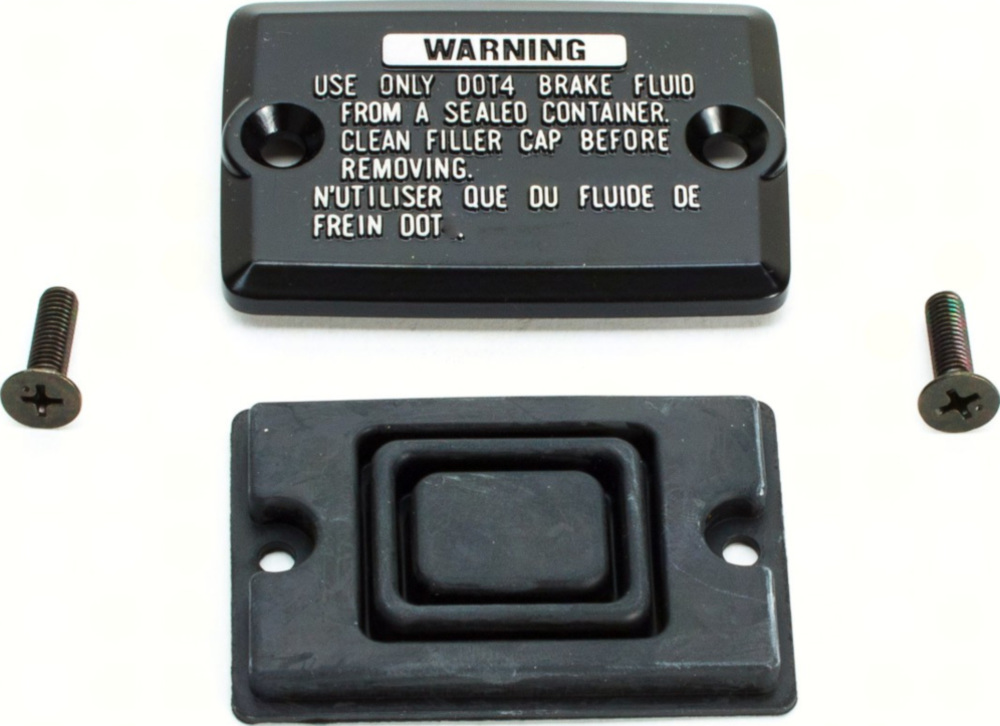 WARNING
USE ONLY DOT4 BRAKE FLUID
FROM A SEALED CONTAINER.
CLEAN FILLER CAP BEFORE
REMOVING.
N'UTILISER QUE DU FLUIDE DE
FREIN DOT .